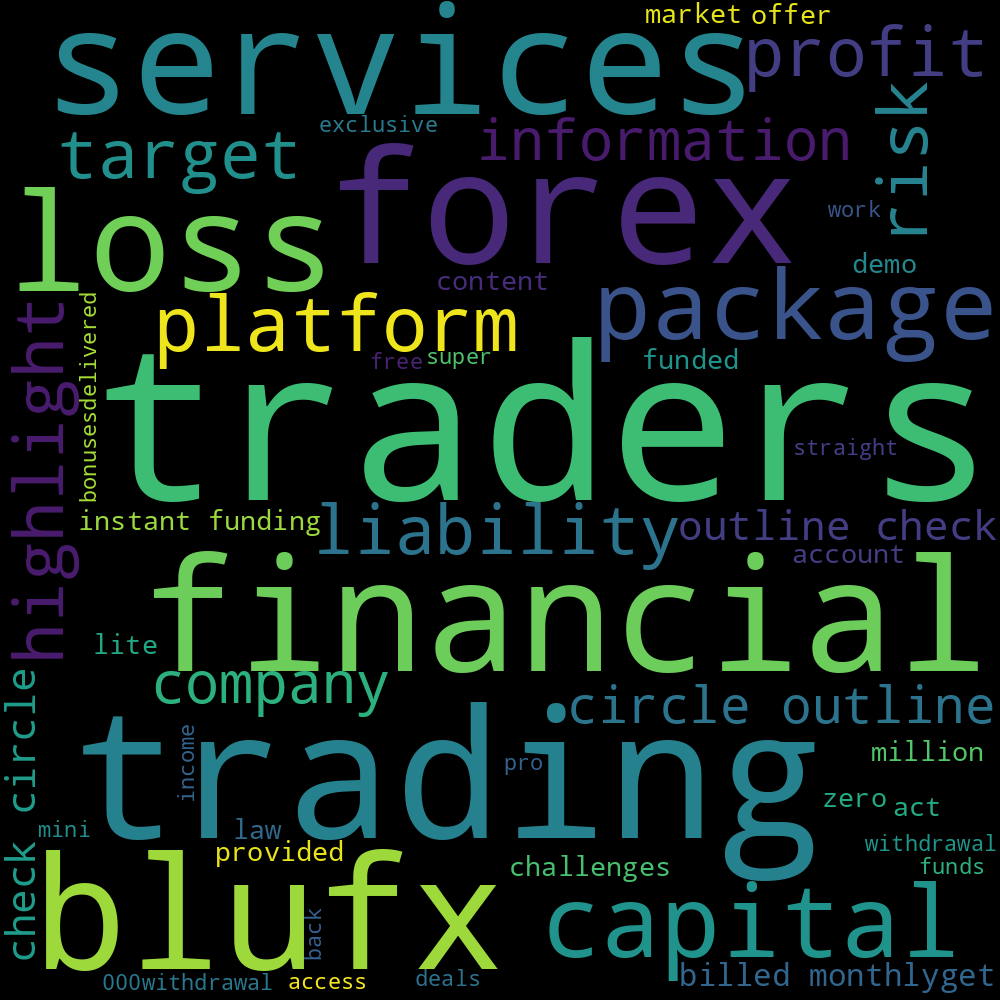 market offer
services
profit
exclusive
information
target
risk
forex
loss
work
demo
content
package
platform
highlight
bonusesdelivered
free
super
funded
traders
straight
instant funding
liability
outline check
account
financial
lite
company
circle outline
check circle
trading
income
pro
million
zero
act
mini
law
provided
withdrawal
challenges
funds
blufx
back
capital
000withdrawal
access
deals
billed monthlyget